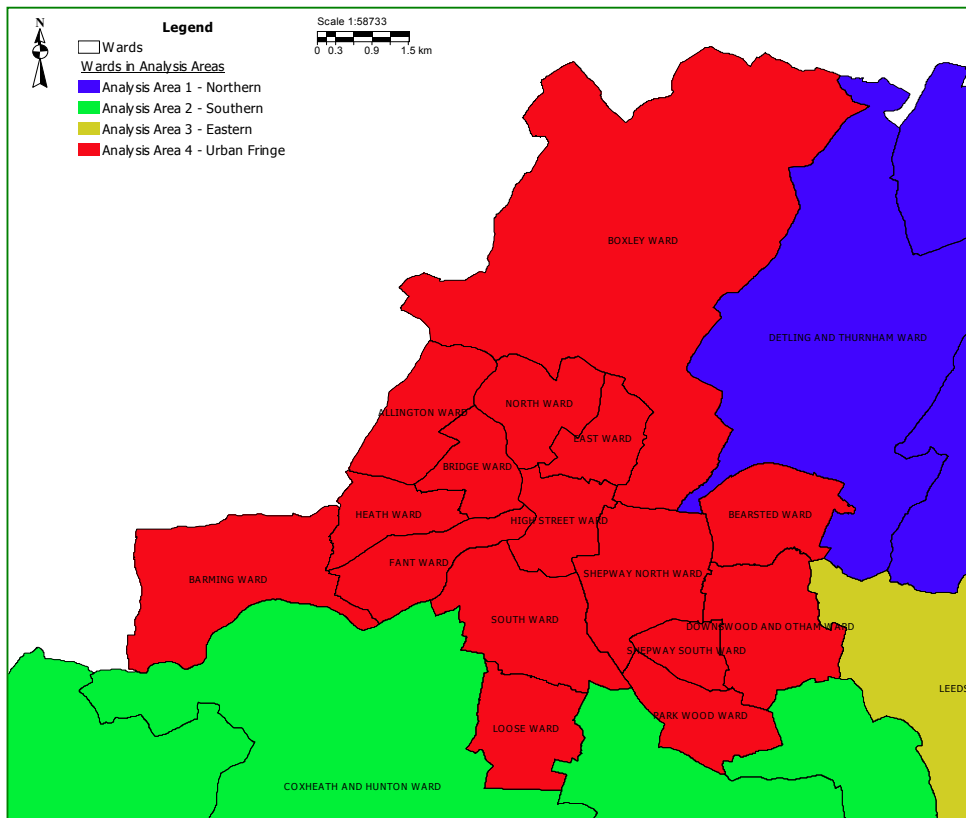 N
Legend
Wards
Wards in Analysis Areas
Analysis Area 1 - Northern
Analysis Area 2 - Southern
Analysis Area 3 - Eastern
Analysis Area 4 - Urban Fringe
Scale 1:58733
0 0.3 0.9 1.5 km
BOXLEY WARD
DETLING AND THURNHAM WARD
ALLINGTON WARD
NORTH WARD
EAST WARD
BRIDGE WARD
HEATH WARD
HIGH STREET WARD
BEARSTED WARD
FANT WARD
BARMING WARD
SHEPWAY NORTH WARD
SOUTH WARD
DOWNSWOOD AND OTHAM WARD
SHEPWAY SOUTH WARD
LEEDS
PARK WOOD WARD
LOOSE WARD
COXHEATH AND HUNTON WARD